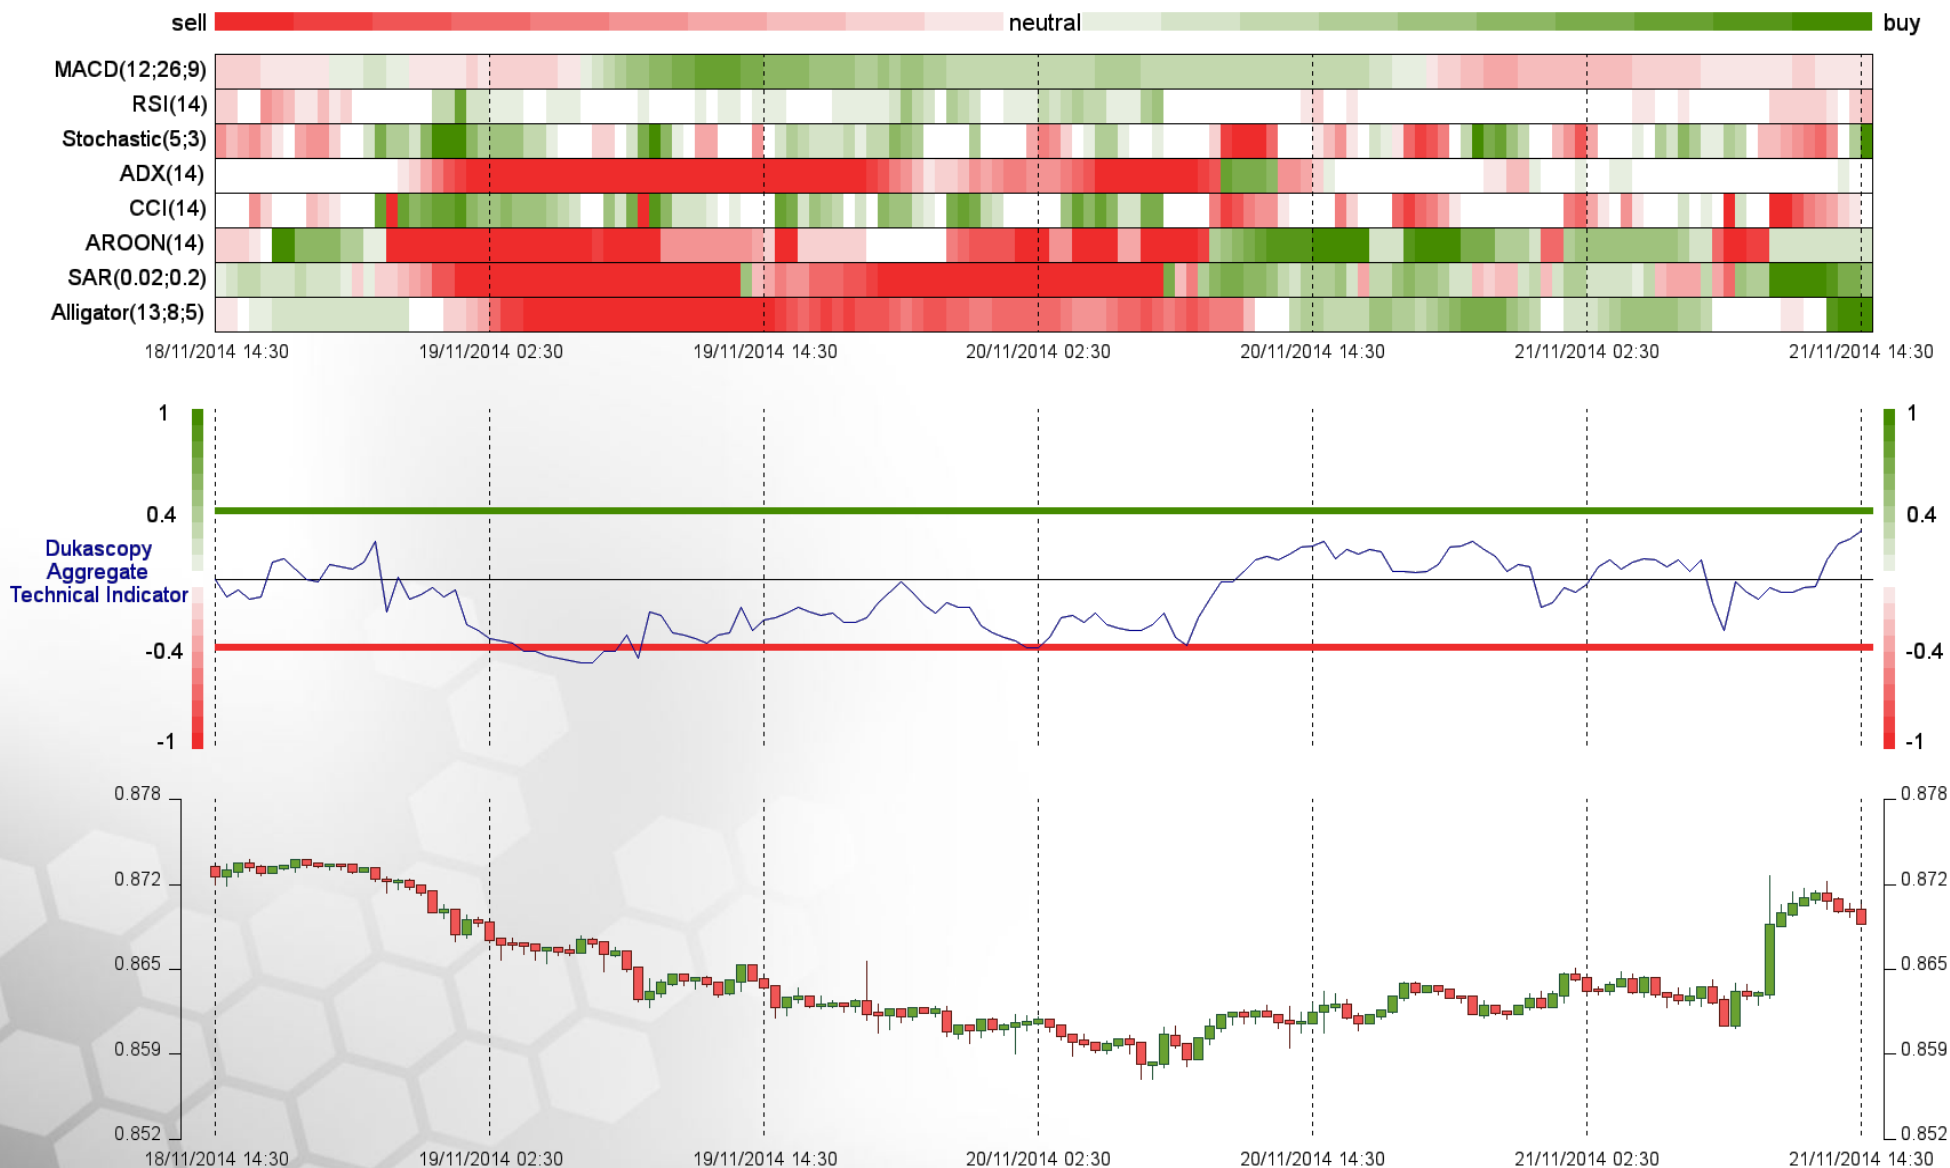 sell neutral buy
MACD(12;26;9)
RSI(14)
Stochastic(5;3)
ADX(14)
CCI(14)
AROON(14)
SAR(0.02;0.2)
Alligator(13;8;5)
18/11/2014 14:30 19/11/2014 02:30 19/11/2014 14:30 20/11/2014 02:30 20/11/2014 14:30 21/11/2014 02:30 21/11/2014 14:30
1 1
0.4 0.4
Dukascopy
Aggregate
Technical Indicator
-0.4 -0.4
-1 -1
0.878 0.878
0.872 0.872
0.865 0.865
0.859 0.859
0.852 0.852
18/11/2014 14:30 19/11/2014 02:30 19/11/2014 14:30 20/11/2014 02:30 20/11/2014 14:30 21/11/2014 02:30 21/11/2014 14:30